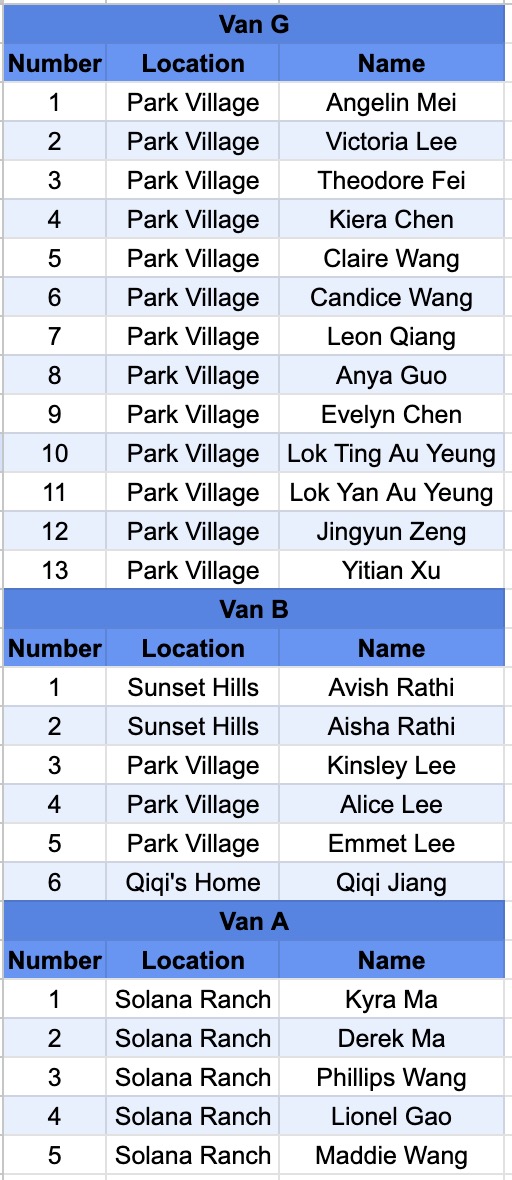 Van G
Number Location Name
1 Park Village Angelin Mei
2 Park Village Victoria Lee
3 Park Village Theodore Fei
4 Park Village Kiera Chen
5 Park Village Claire Wang
6 Park Village Candice Wang
7 Park Village Leon Qiang
8 Park Village Anya Guo
9 Park Village Evelyn Chen
10 Park Village Lok Ting Au Yeung
11 Park Village Lok Yan Au Yeung
12 Park Village Jingyun Zeng
13 Park Village Yitian Xu
Van B
Number Location Name
1 Sunset Hills Avish Rathi
2 Sunset Hills Aisha Rathi
3 Park Village Kinsley Lee
4 Park Village Alice Lee
5 Park Village Emmet Lee
6 Qiqi's Home Qiqi Jiang
Van A
Number Location Name
1 Solana Ranch Kyra Ma
2 Solana Ranch Derek Ma
3 Solana Ranch Phillips Wang
4 Solana Ranch Lionel Gao
5 Solana Ranch Maddie Wang